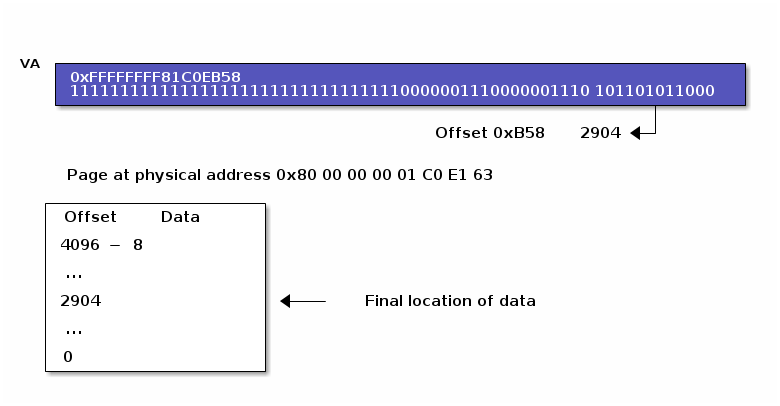 VA
0xFFFFFFFF81C0EB58
1111111111111111111111111111111110000001110000001110 101101011000
Offset 0xB58 2904
Page at physical address 0x80 00 00 00 01 C0 E1 63
Offset Data
4096 − 8
...
2904
Final location of data
...
0